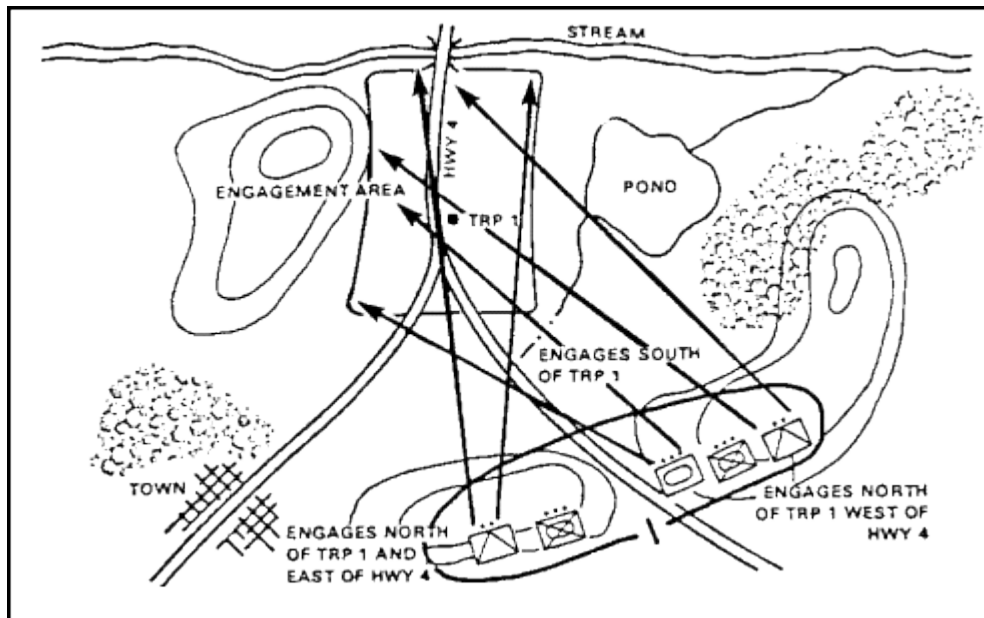 STREAM
HWY 4
ENGAGEMENT AREA
TRP 1
POND
ENGAGES SOUTH
OF TRP 1
TOWN
ENGAGES NORTH
OF TRP 1 AND
EAST OF HWY 4
ENGAGES NORTH
OF TRP 1 WEST OF
HWY 4